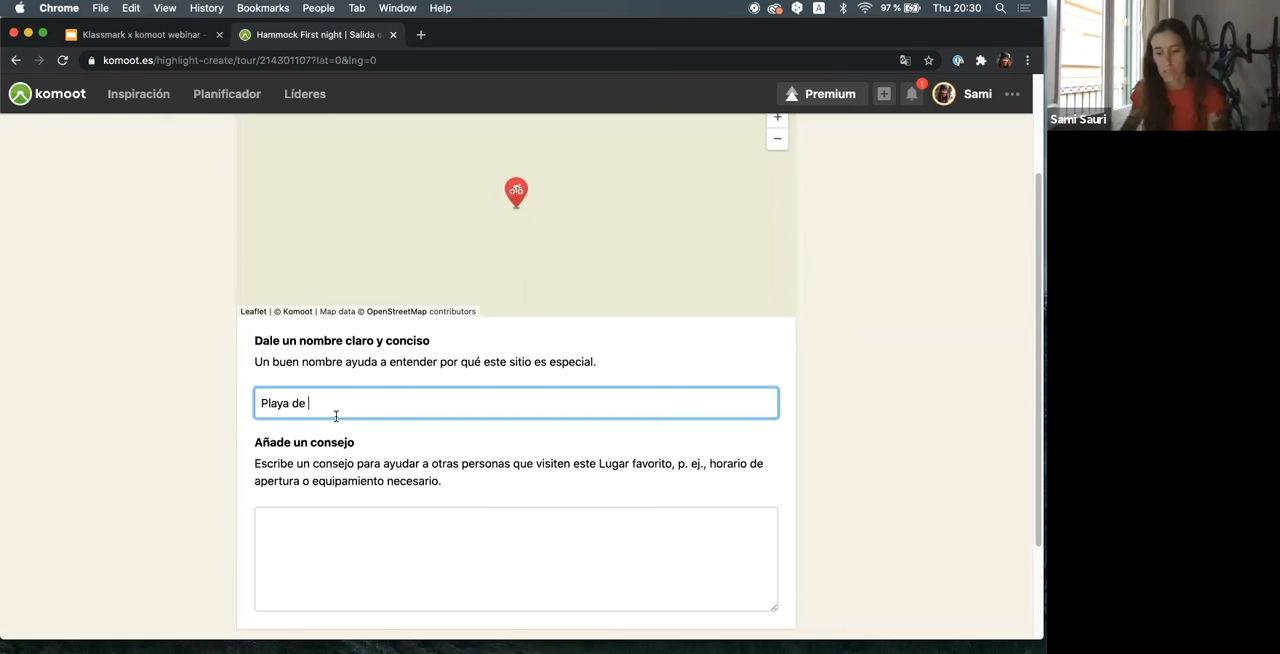 Chrome File Edit View History Bookmarks People Tab Window Help 97 % Thu 20:30
Klassmark x komoot webinar - Hammock First night | Salida c
komoot.es/highlight-create/tour/214301107?lat=0&lng=0
komoot Inspiración Planificador Líderes Premium 1 Sami
Sami Sauri
+
−
Leaflet | © Komoot | Map data © OpenStreetMap contributors
Dale un nombre claro y conciso
Un buen nombre ayuda a entender por qué este sitio es especial.
Playa de
Añade un consejo
Escribe un consejo para ayudar a otras personas que visiten este Lugar favorito, p. ej., horario de
apertura o equipamiento necesario.